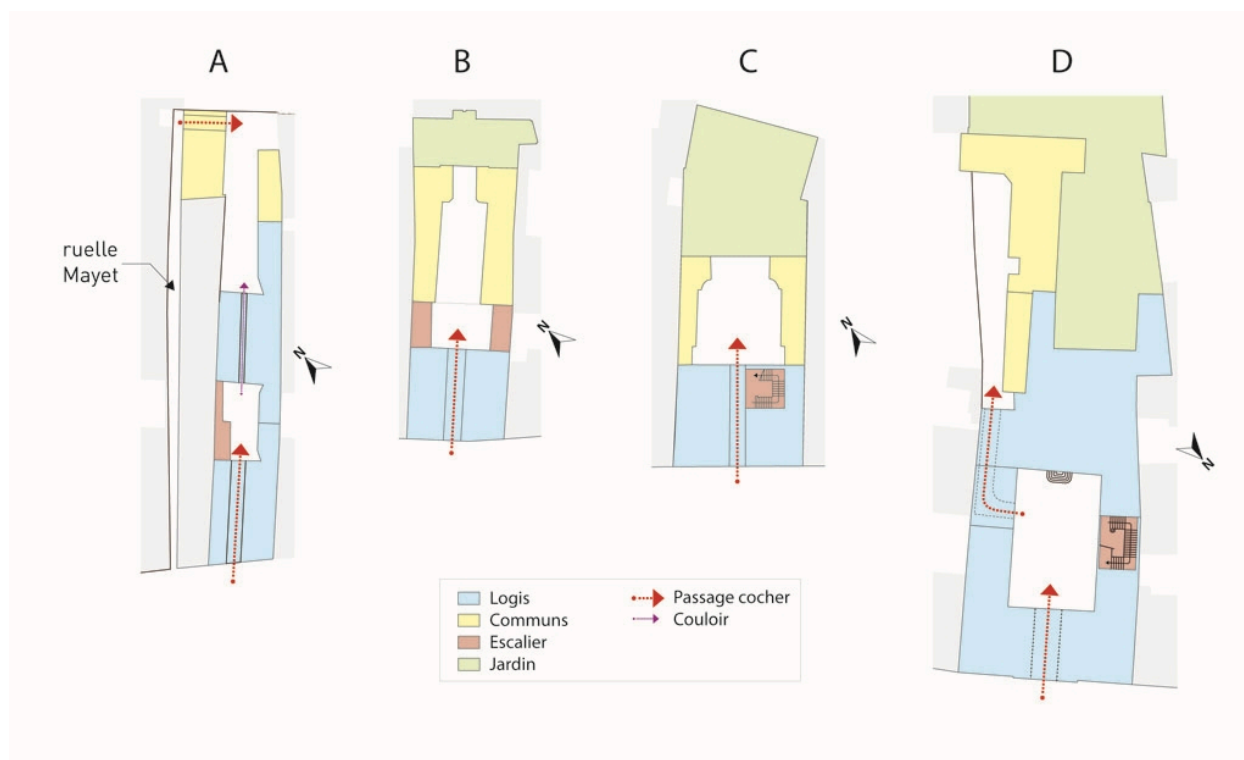 A
B
C
D
ruelle
Mayet
N
N
N
N
Logis
Communs
Escalier
Jardin
Passage cocher
Couloir